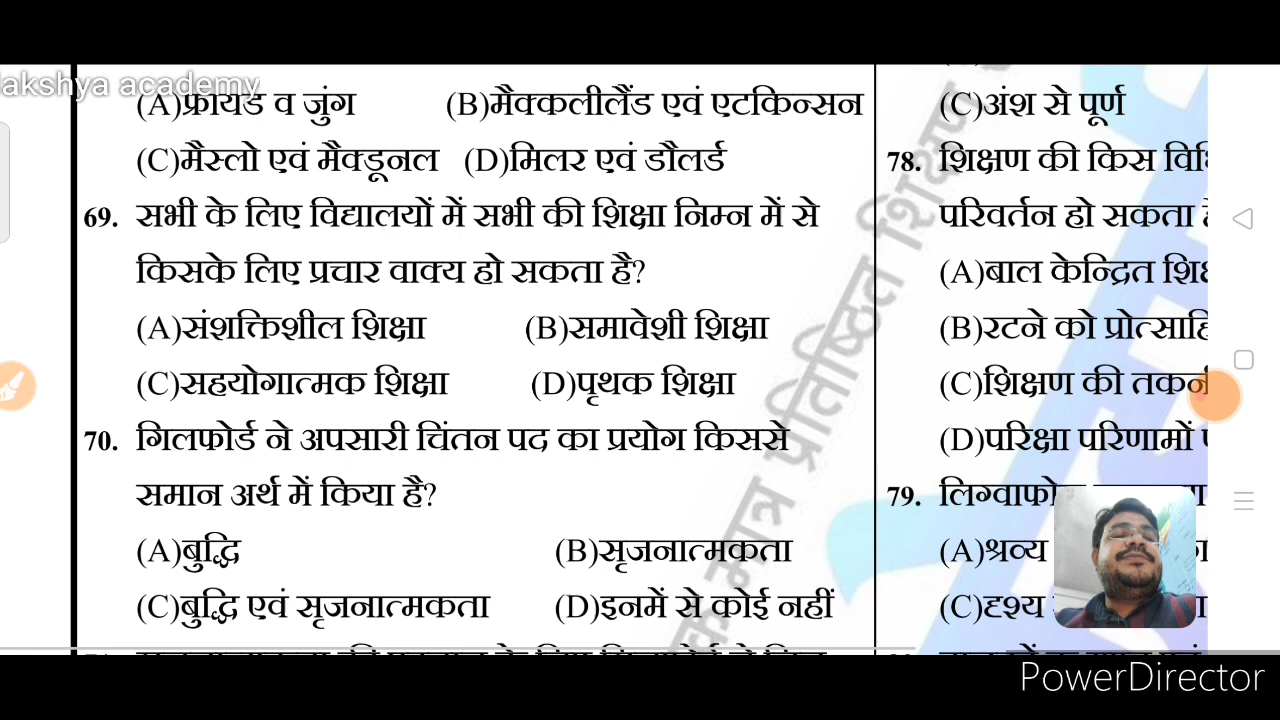 lakshya academy
(A)फ्रायड व जुंग (B)मैक्कलीलैंड एवं एटकिन्सन
(C)मैस्लो एवं मैक्डूनल (D)मिलर एवं डौलर्ड
69. सभी के लिए विद्यालयों में सभी की शिक्षा निम्न में से
किसके लिए प्रचार वाक्य हो सकता है?
(A)संशक्तिशील शिक्षा (B)समावेशी शिक्षा
(C)सहयोगात्मक शिक्षा (D)पृथक शिक्षा
70. गिलफोर्ड ने अपसारी चिंतन पद का प्रयोग किससे
समान अर्थ में किया है?
(A)बुद्धि (B)सृजनात्मकता
(C)बुद्धि एवं सृजनात्मकता (D)इनमें से कोई नहीं
(C)अंश से पूर्ण
78. शिक्षण की किस
परिवर्तन हो सकता
(A)बाल केन्द्रित
(B)रटने को
(C)शिक्षण की
(D)परिक्षा परिणामों
79.
(A)श्रव्य
(C)दृश्य
मात्र प्रतिष्ठित
PowerDirector